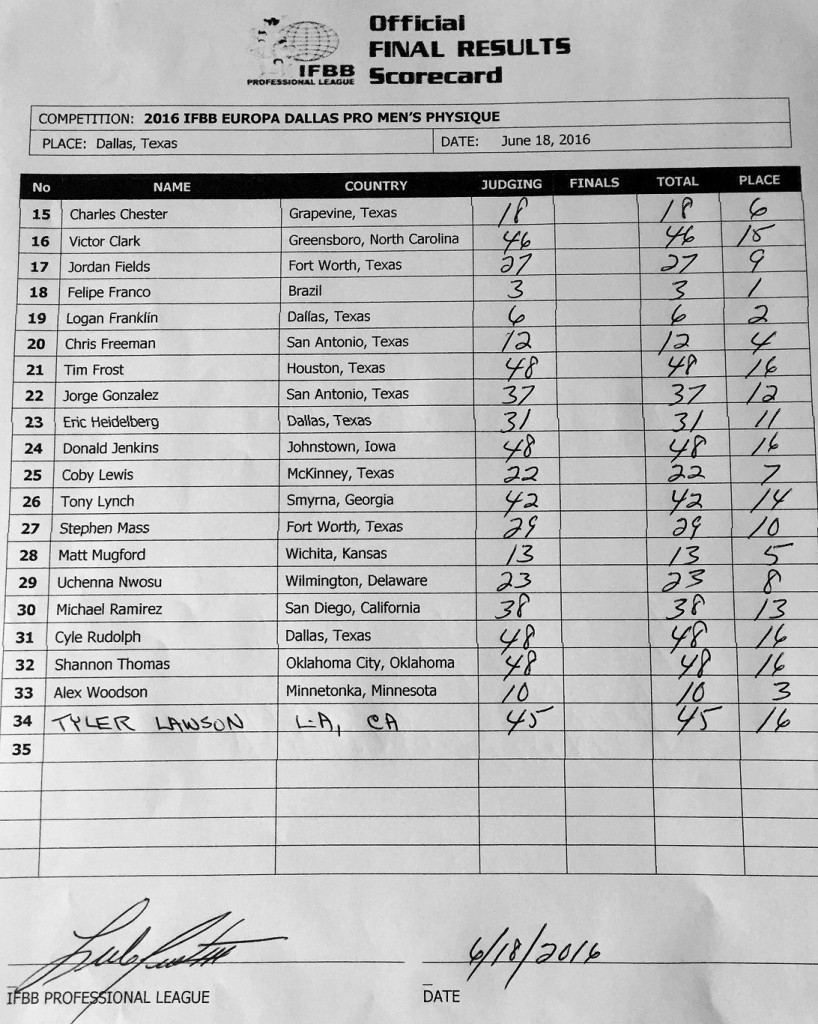 Official
FINAL RESULTS
IFBB Scorecard
PROFESSIONAL LEAGUE
COMPETITION: 2016 IFBB EUROPA DALLAS PRO MEN'S PHYSIQUE
PLACE: Dallas, Texas DATE: June 18, 2016
No NAME COUNTRY JUDGING FINALS TOTAL PLACE
15 Charles Chester Grapevine, Texas 18 18 6
16 Victor Clark Greensboro, North Carolina 46 46 15
17 Jordan Fields Fort Worth, Texas 27 27 9
18 Felipe Franco Brazil 3 3 1
19 Logan Franklin Dallas, Texas 6 6 2
20 Chris Freeman San Antonio, Texas 12 12 4
21 Tim Frost Houston, Texas 48 48 16
22 Jorge Gonzalez San Antonio, Texas 37 37 12
23 Eric Heidelberg Dallas, Texas 31 31 11
24 Donald Jenkins Johnstown, Iowa 48 48 16
25 Coby Lewis McKinney, Texas 22 22 7
26 Tony Lynch Smyrna, Georgia 42 42 14
27 Stephen Mass Fort Worth, Texas 29 29 10
28 Matt Mugford Wichita, Kansas 13 13 5
29 Uchenna Nwosu Wilmington, Delaware 23 23 8
30 Michael Ramirez San Diego, California 38 38 13
31 Cyle Rudolph Dallas, Texas 48 48 16
32 Shannon Thomas Oklahoma City, Oklahoma 48 48 16
33 Alex Woodson Minnetonka, Minnesota 10 10 3
34 TYLER LAWSON L.A, CA 45 45 16
35
6/18/2016
IFBB PROFESSIONAL LEAGUE DATE